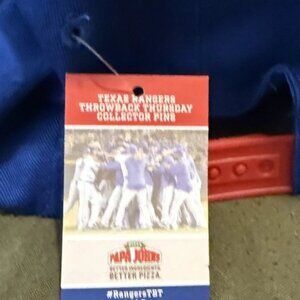 TEXAS RANGERS
THROWBACK THURSDAY
COLLECTOR PINS
PAPA JOHNS
BETTER INGREDIENTS.
BETTER PIZZA.
#RangersTBT